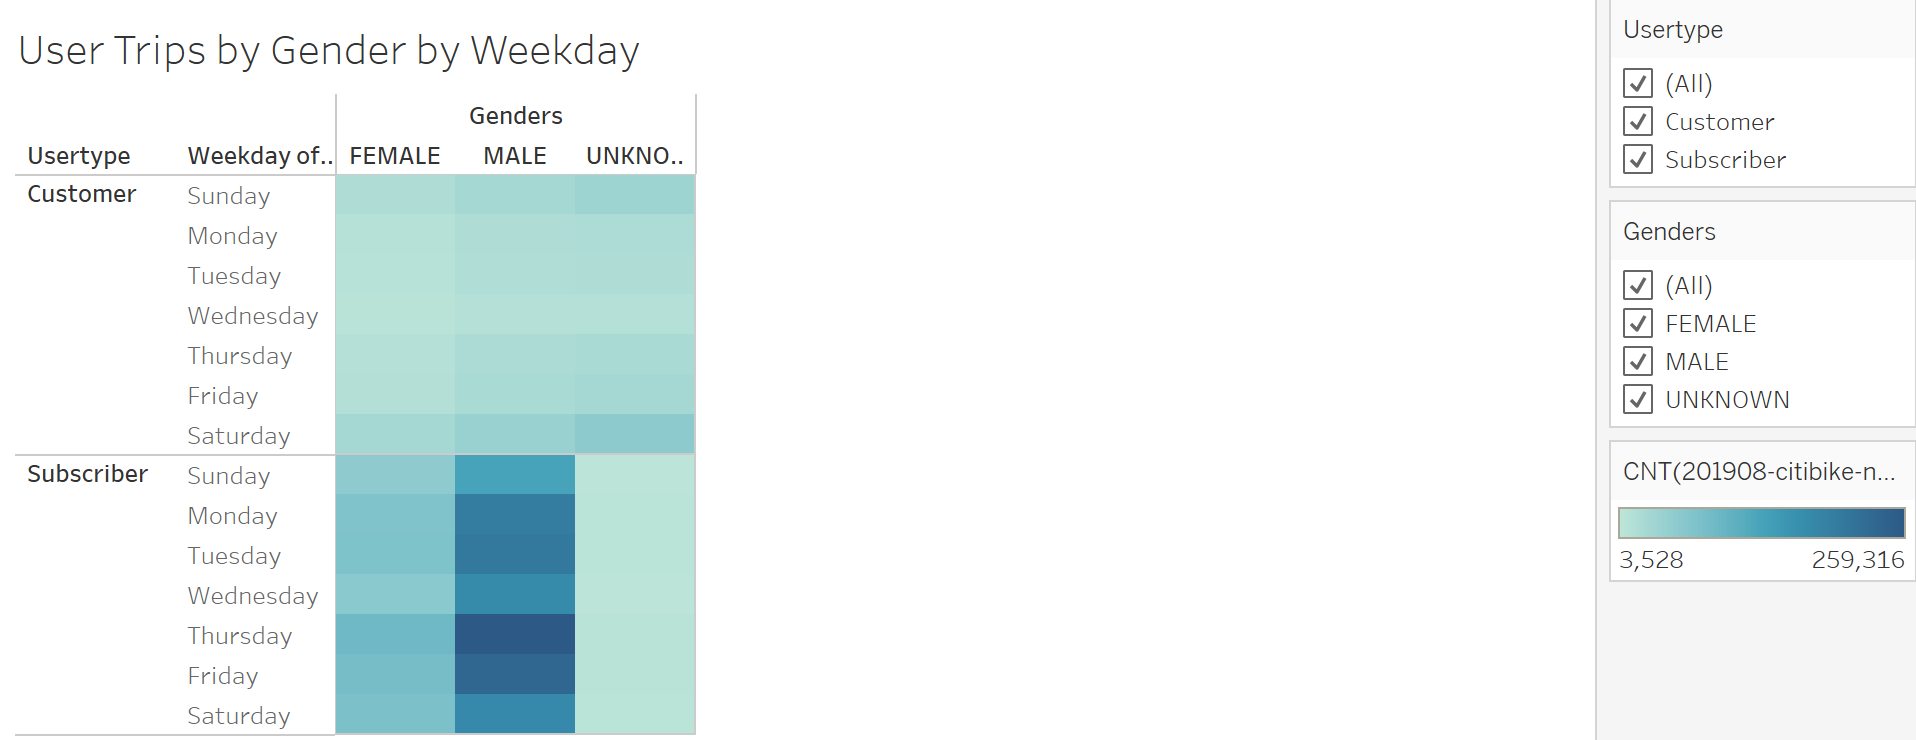 User Trips by Gender by Weekday
Genders
Usertype Weekday of.. FEMALE MALE UNKNO..
Customer Sunday
Monday
Tuesday
Wednesday
Thursday
Friday
Saturday
Subscriber Sunday
Monday
Tuesday
Wednesday
Thursday
Friday
Saturday
Usertype
(All)
Customer
Subscriber
Genders
(All)
FEMALE
MALE
UNKNOWN
CNT(201908-citibike-n...
3,528 259,316